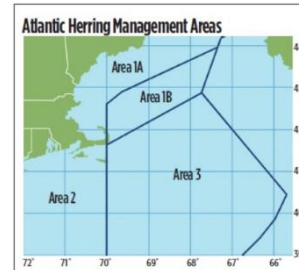 Atlantic Herring Management Areas
Area 1A
Area 1B
Area 3
Area 2
72° 71° 70° 69° 68° 67° 66°